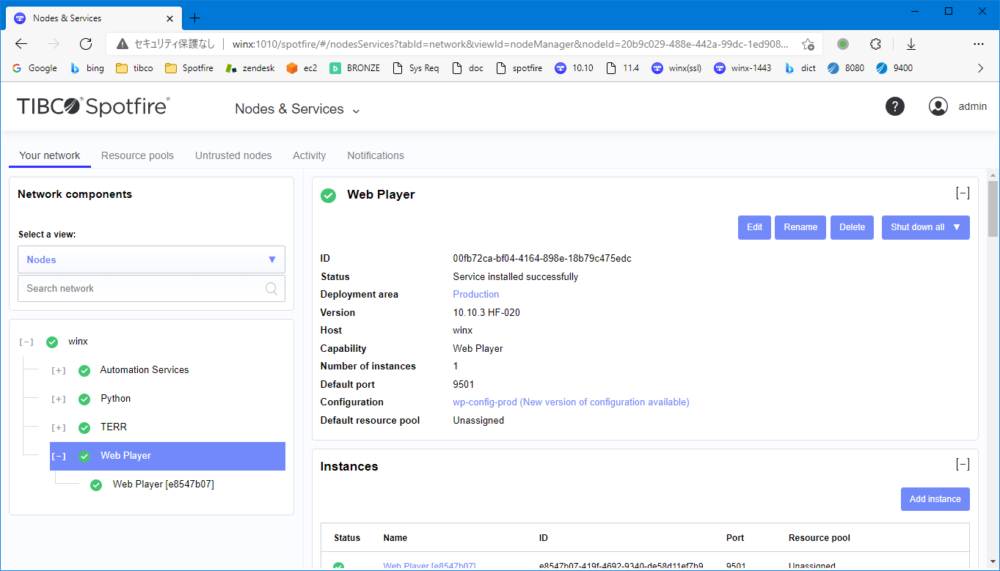 Nodes & Services
セキュリティ保護なし winx:1010/spotfire/#/nodesServices?tabId=network&viewId=nodeManager&nodeId=20b9c029-488e-442a-99dc-1ed908...
Google bing tibco Spotfire zendesk ec2 BRONZE Sys Req doc spotfire 10.10 11.4 winx(ssl) winx-1443 dict 8080 9400
TIBCO® Spotfire® Nodes & Services ? admin
Your network Resource pools Untrusted nodes Activity Notifications
Network components
Select a view:
Nodes
Search network
[-] winx
[+] Automation Services
[+] Python
[+] TERR
[-] Web Player
Web Player [e8547b07]
Web Player [-]
Edit Rename Delete Shut down all
ID 00fb72ca-bf04-4164-898e-18b79c475edc
Status Service installed successfully
Deployment area Production
Version 10.10.3 HF-020
Host winx
Capability Web Player
Number of instances 1
Default port 9501
Configuration wp-config-prod (New version of configuration available)
Default resource pool Unassigned
Instances [-]
Add instance
Status Name ID Port Resource pool
Web Player [e8547b07] e8547b07-419f-4692-9340-de58d11ef7b9 9501 Unassigned